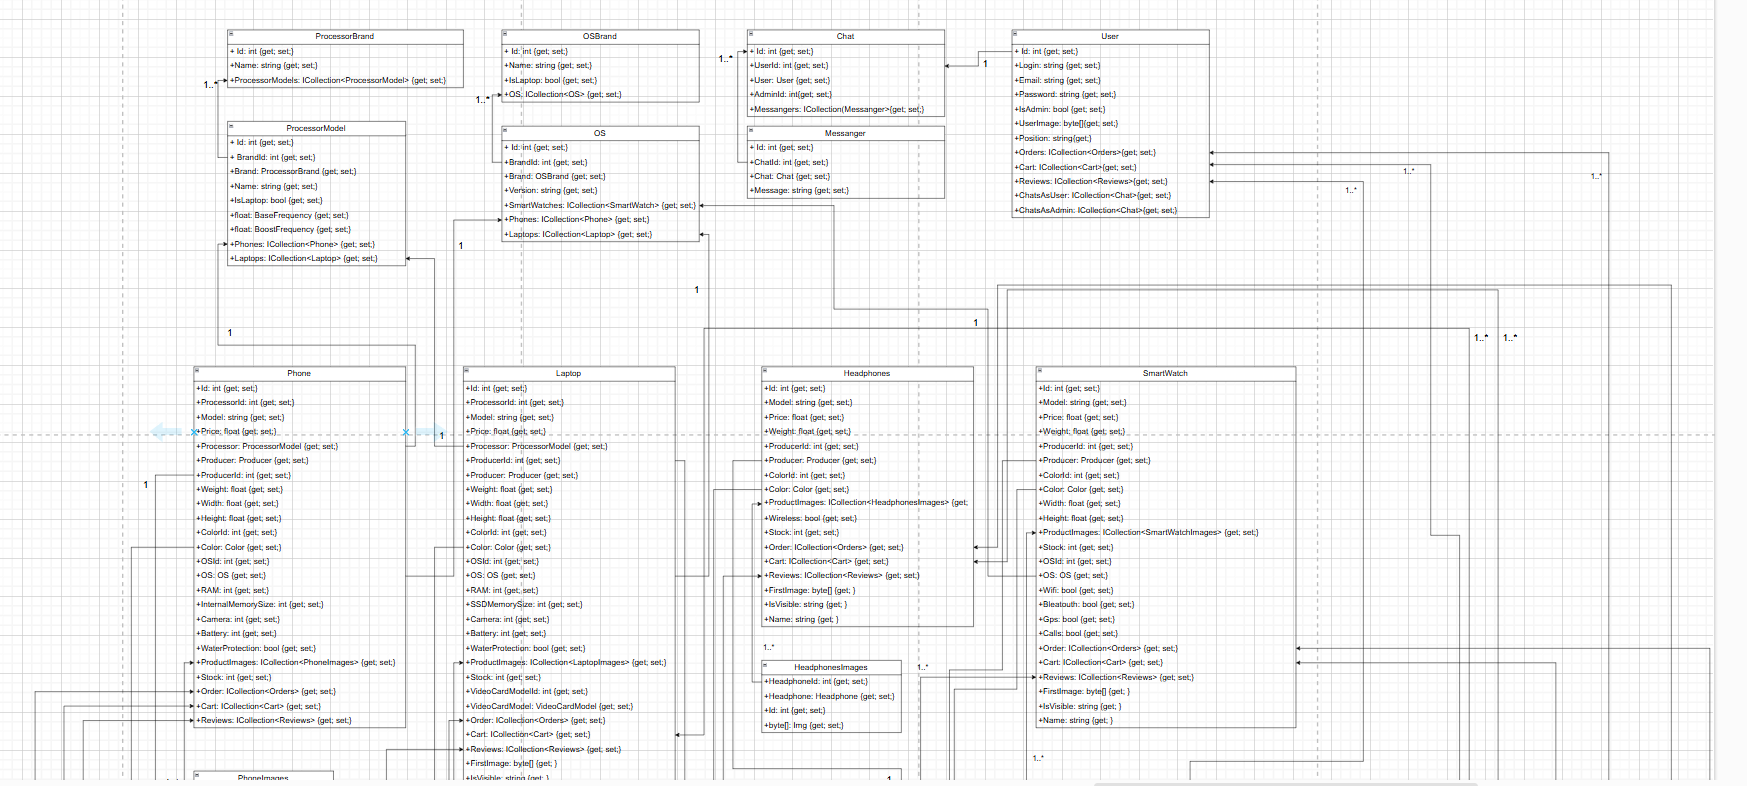 ProcessorBrand
+ Id: int {get; set;}
+Name: string {get; set;}
+ProcessorModels: ICollection<ProcessorModel> {get; set;}
1..*
ProcessorModel
+ Id: int {get; set;}
+ BrandId: int {get; set;}
+Brand: ProcessorBrand {get; set;}
+Name: string {get; set;}
+IsLaptop: bool {get; set;}
+float: BaseFrequency {get; set;}
+float: BoostFrequency {get; set;}
+Phones: ICollection<Phone> {get; set;}
+Laptops: ICollection<Laptop> {get; set;}
1
OSBrand
+ Id: int {get; set;}
+Name: string {get; set;}
+IsLaptop: bool {get; set;}
+OS: ICollection<OS> {get; set;}
1..*
OS
+ Id: int {get; set;}
+BrandId: int {get; set;}
+Brand: OSBrand {get; set;}
+Version: string {get; set;}
+SmartWatches: ICollection<SmartWatch> {get; set;}
+Phones: ICollection<Phone> {get; set;}
+Laptops: ICollection<Laptop> {get; set;}
1
1
Chat
+ Id: int {get; set;}
+UserId: int {get; set;}
+User: User {get; set;}
+AdminId: int{get; set;}
+Messangers: ICollection(Messanger>{get; set;}
1..*
Messanger
+ Id: int {get; set;}
+ChatId: int {get; set;}
+Chat: Chat {get; set;}
+Message: string {get; set;}
1
User
+ Id: int {get; set;}
+Login: string {get; set;}
+Email: string {get; set;}
+Password: string {get; set;}
+IsAdmin: bool {get; set;}
+UserImage: byte[]{get; set;}
+Position: string{get;}
+Orders: ICollection<Orders>{get; set;}
+Cart: ICollection<Cart>{get; set;}
+Reviews: ICollection<Reviews>{get; set;}
+ChatsAsUser: ICollection<Chat>{get; set;}
+ChatsAsAdmin: ICollection<Chat>{get; set;}
1..*
1..*
1..*
1
1..*
1..*
Phone
+Id: int {get; set;}
+ProcessorId: int {get; set;}
+Model: string {get; set;}
+Price: float {get; set;}
+Processor: ProcessorModel {get; set;}
+Producer: Producer {get; set;}
+ProducerId: int {get; set;}
+Weight: float {get; set;}
+Width: float {get; set;}
+Height: float {get; set;}
+ColorId: int {get; set;}
+Color: Color {get; set;}
+OSId: int {get; set;}
+OS: OS {get; set;}
+RAM: int {get; set;}
+InternalMemorySize: int {get; set;}
+Camera: int {get; set;}
+Battery: int {get; set;}
+WaterProtection: bool {get; set;}
+ProductImages: ICollection<PhoneImages> {get; set;}
+Stock: int {get; set;}
+Order: ICollection<Orders> {get; set;}
+Cart: ICollection<Cart> {get; set;}
+Reviews: ICollection<Reviews> {get; set;}
1
1
PhoneImages
Laptop
+Id: int {get; set;}
+ProcessorId: int {get; set;}
+Model: string {get; set;}
+Price: float {get; set;}
+Processor: ProcessorModel {get; set;}
+ProducerId: int {get; set;}
+Producer: Producer {get; set;}
+Weight: float {get; set;}
+Width: float {get; set;}
+Height: float {get; set;}
+ColorId: int {get; set;}
+Color: Color {get; set;}
+OSId: int {get; set;}
+OS: OS {get; set;}
+RAM: int {get; set;}
+SSDMemorySize: int {get; set;}
+Camera: int {get; set;}
+Battery: int {get; set;}
+WaterProtection: bool {get; set;}
+ProductImages: ICollection<LaptopImages> {get; set;}
+Stock: int {get; set;}
+VideoCardModelId: int {get; set;}
+VideoCardModel: VideoCardModel {get; set;}
+Order: ICollection<Orders> {get; set;}
+Cart: ICollection<Cart> {get; set;}
+Reviews: ICollection<Reviews> {get; set;}
+FirstImage: byte[] {get; }
+IsVisible: string {get; }
Headphones
+Id: int {get; set;}
+Model: string {get; set;}
+Price: float {get; set;}
+Weight: float {get; set;}
+ProducerId: int {get; set;}
+Producer: Producer {get; set;}
+ColorId: int {get; set;}
+Color: Color {get; set;}
+ProductImages: ICollection<HeadphonesImages> {get;
+Wireless: bool {get; set;}
+Stock: int {get; set;}
+Order: ICollection<Orders> {get; set;}
+Cart: ICollection<Cart> {get; set;}
+Reviews: ICollection<Reviews> {get; set;}
+FirstImage: byte[] {get; }
+IsVisible: string {get; }
+Name: string {get; }
1..*
1..*
HeadphonesImages
+HeadphoneId: int {get; set;}
+Headphone: Headphone {get; set;}
+Id: int {get; set;}
+byte[]: Img {get; set;}
1
SmartWatch
+Id: int {get; set;}
+Model: string {get; set;}
+Price: float {get; set;}
+Weight: float {get; set;}
+ProducerId: int {get; set;}
+Producer: Producer {get; set;}
+ColorId: int {get; set;}
+Color: Color {get; set;}
+Width: float {get; set;}
+Height: float {get; set;}
+ProductImages: ICollection<SmartWatchImages> {get; set;}
+Stock: int {get; set;}
+OSId: int {get; set;}
+OS: OS {get; set;}
+Wifi: bool {get; set;}
+Bleatouth: bool {get; set;}
+Gps: bool {get; set;}
+Calls: bool {get; set;}
+Order: ICollection<Orders> {get; set;}
+Cart: ICollection<Cart> {get; set;}
+Reviews: ICollection<Reviews> {get; set;}
+FirstImage: byte[] {get; }
+IsVisible: string {get; }
+Name: string {get; }
1..*